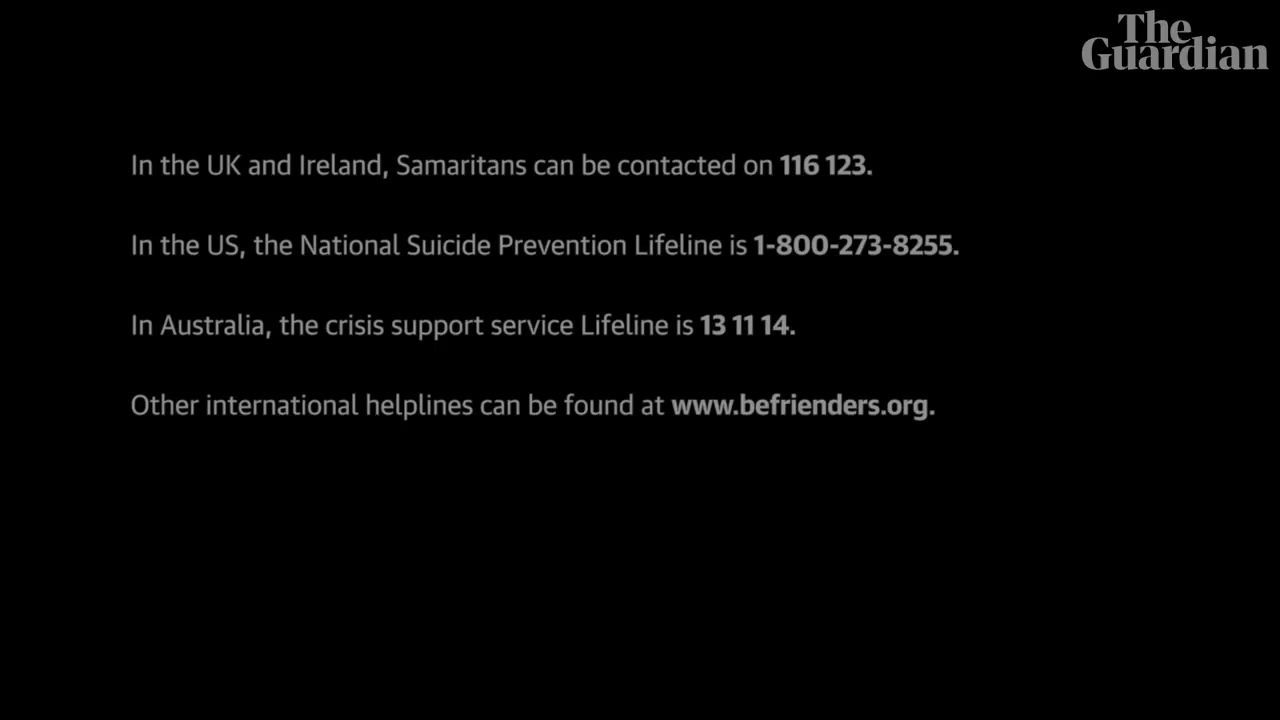 The
Guardian
In the UK and Ireland, Samaritans can be contacted on 116 123.
In the US, the National Suicide Prevention Lifeline is 1-800-273-8255.
In Australia, the crisis support service Lifeline is 13 11 14.
Other international helplines can be found at www.befrienders.org.